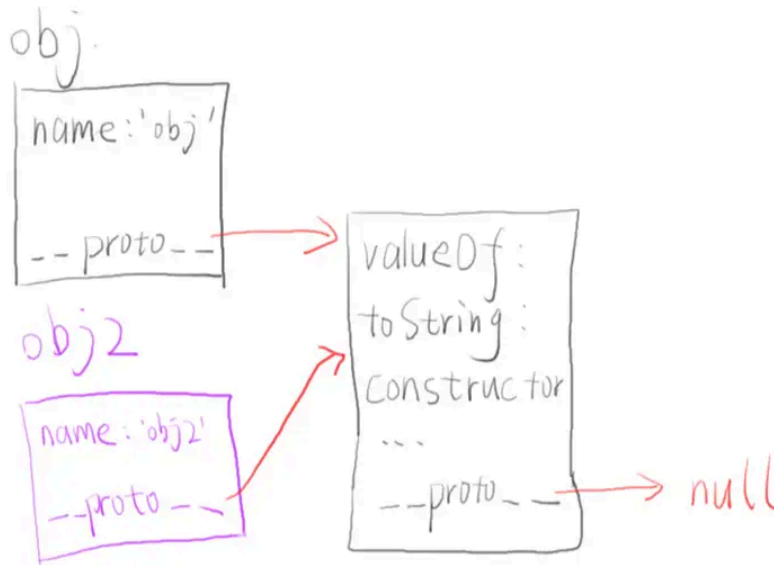 obj
name:'obj'
__proto__
obj2
name:'obj2'
__proto__
valueOf:
toString:
constructor
...
__proto__
null